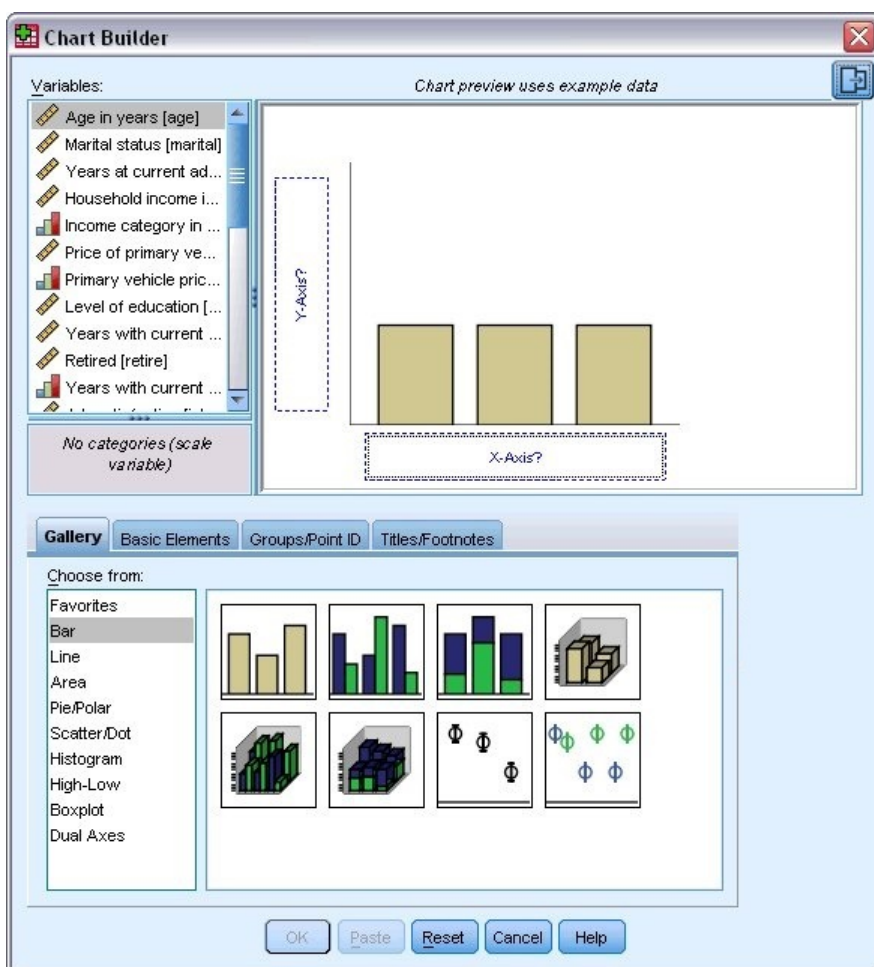 Chart Builder
Variables:
Chart preview uses example data
Age in years [age]
Marital status [marital]
Years at current ad...
Household income i...
Income category in ...
Price of primary ve...
Primary vehicle pric...
Level of education [...
Years with current ...
Retired [retire]
Years with current ...
No categories (scale
variable)
Y-Axis?
X-Axis?
Gallery
Basic Elements
Groups/Point ID
Titles/Footnotes
Choose from:
Favorites
Bar
Line
Area
Pie/Polar
Scatter/Dot
Histogram
High-Low
Boxplot
Dual Axes
OK
Paste
Reset
Cancel
Help